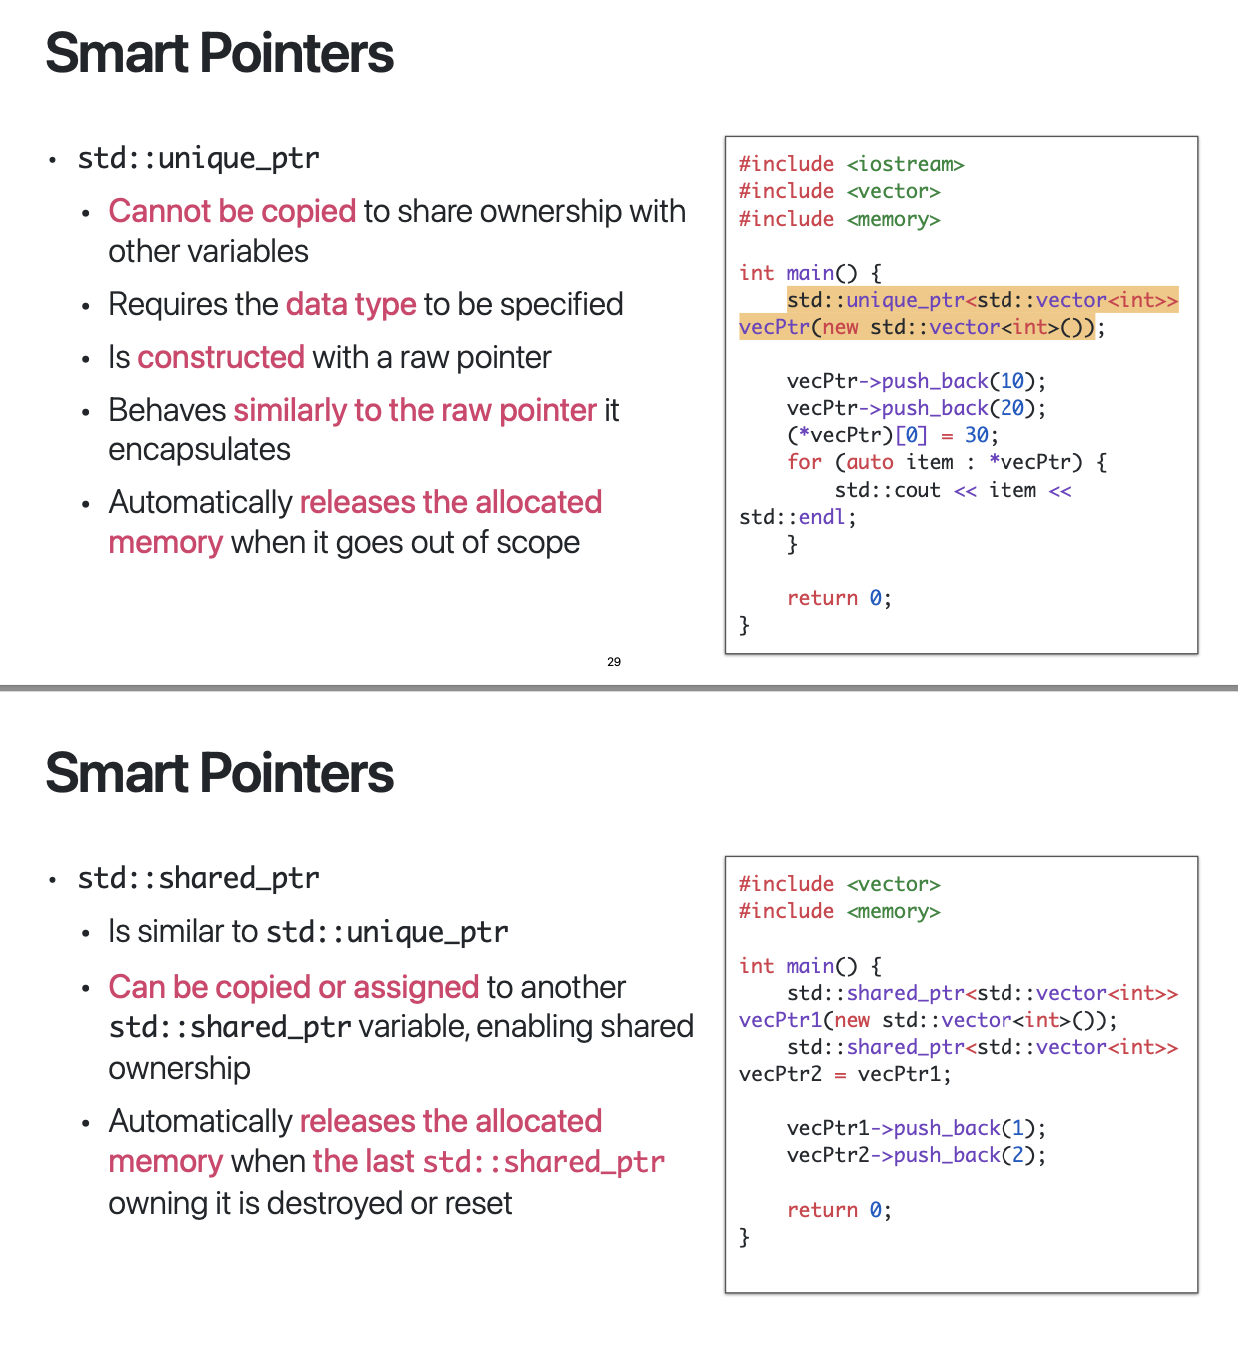 Smart Pointers
• std::unique_ptr
• Cannot be copied to share ownership with
other variables
• Requires the data type to be specified
• Is constructed with a raw pointer
• Behaves similarly to the raw pointer it
encapsulates
• Automatically releases the allocated
memory when it goes out of scope
#include <iostream>
#include <vector>
#include <memory>
int main() {
    std::unique_ptr<std::vector<int>>
vecPtr(new std::vector<int>());
    vecPtr->push_back(10);
    vecPtr->push_back(20);
    (*vecPtr)[0] = 30;
    for (auto item : *vecPtr) {
        std::cout << item <<
std::endl;
    }
    return 0;
}
29
Smart Pointers
• std::shared_ptr
• Is similar to std::unique_ptr
• Can be copied or assigned to another
std::shared_ptr variable, enabling shared
ownership
• Automatically releases the allocated
memory when the last std::shared_ptr
owning it is destroyed or reset
#include <vector>
#include <memory>
int main() {
    std::shared_ptr<std::vector<int>>
vecPtr1(new std::vector<int>());
    std::shared_ptr<std::vector<int>>
vecPtr2 = vecPtr1;
    vecPtr1->push_back(1);
    vecPtr2->push_back(2);
    return 0;
}